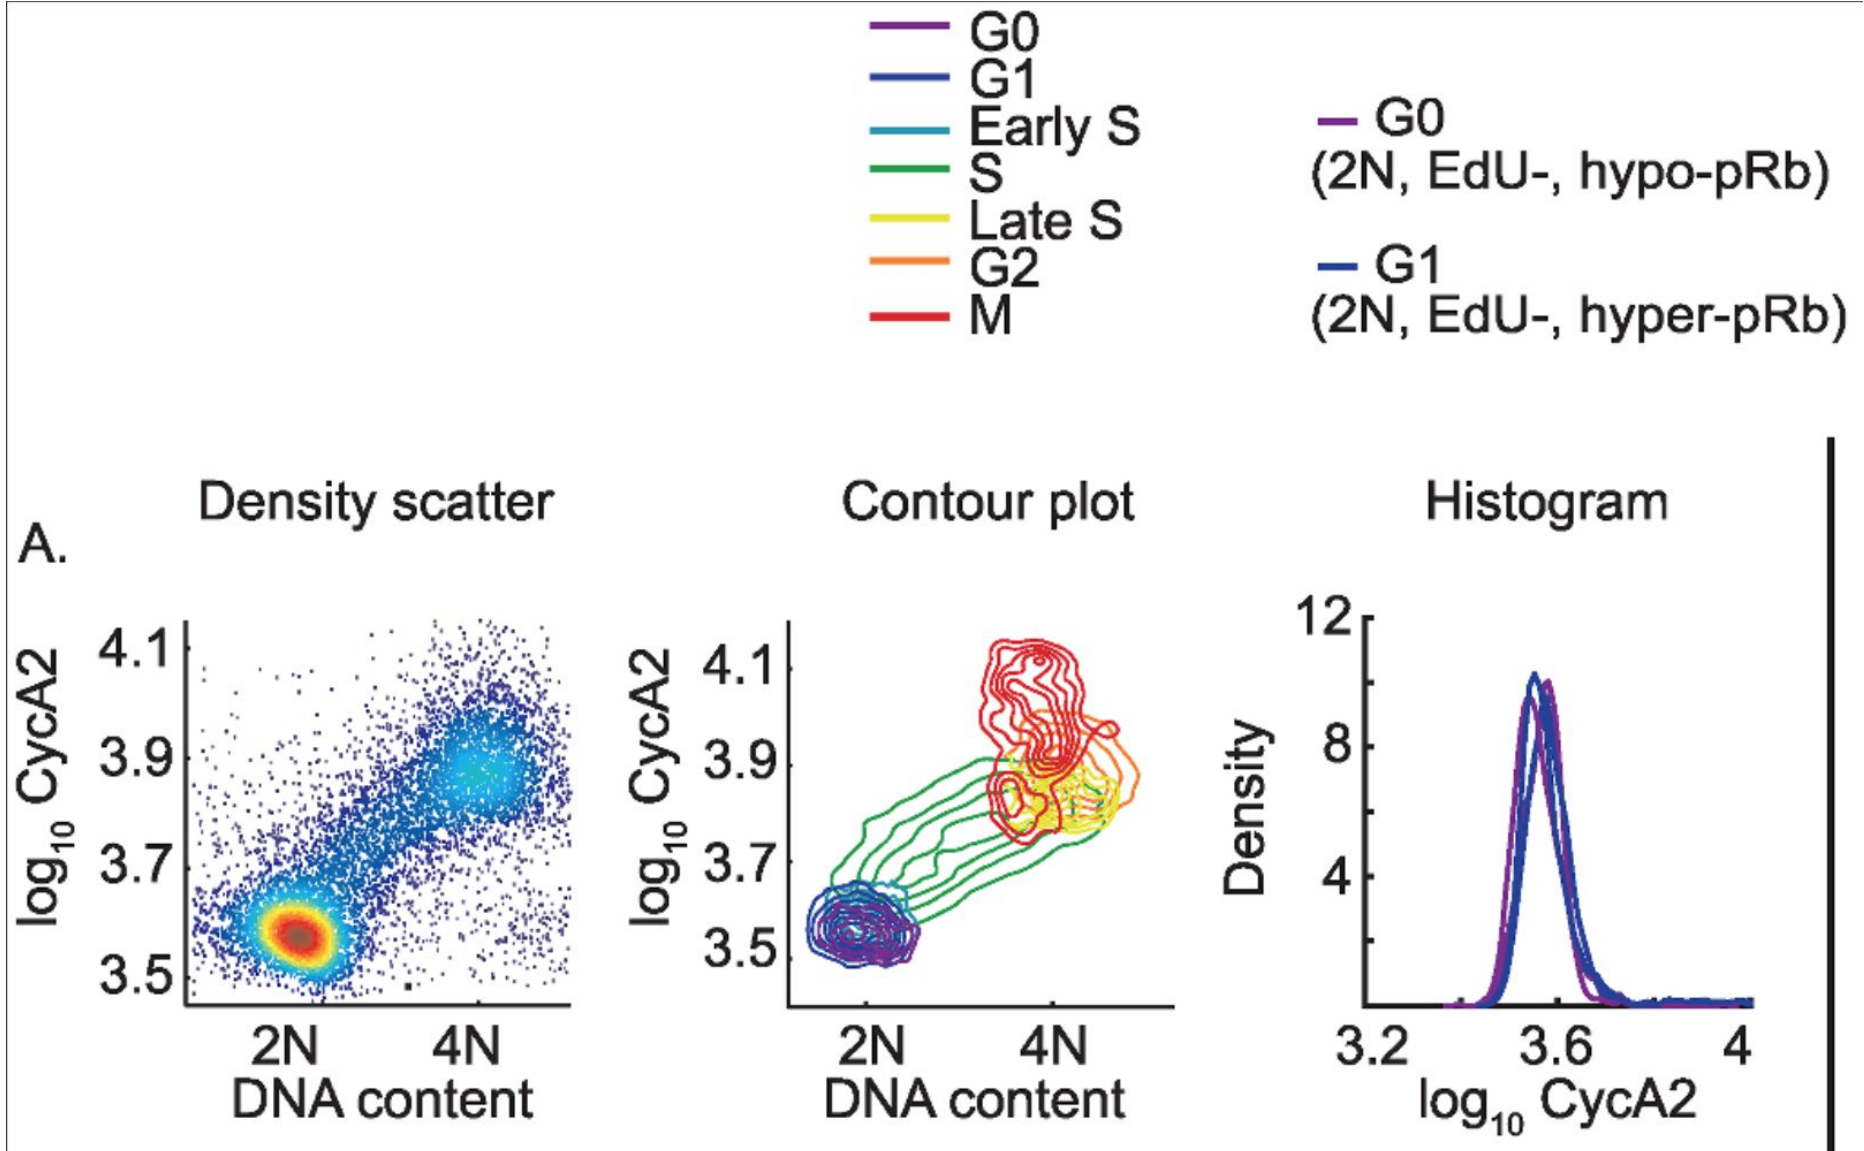 G0
G1
Early S
S
Late S
G2
M
G0
(2N, EdU-, hypo-pRb)
G1
(2N, EdU-, hyper-pRb)
A.
Density scatter
log10 CycA2
4.1
3.9
3.7
3.5
2N 4N
DNA content
Contour plot
log10 CycA2
4.1
3.9
3.7
3.5
2N 4N
DNA content
Histogram
Density
12
8
4
3.2 3.6 4
log10 CycA2